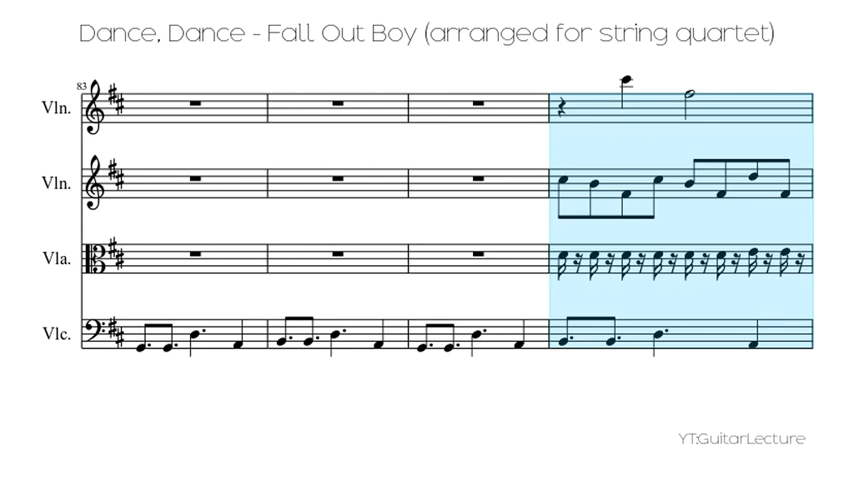 Dance, Dance - Fall Out Boy (arranged for string quartet)
83
Vln.
Vln.
Vla.
Vlc.
YT:GuitarLecture